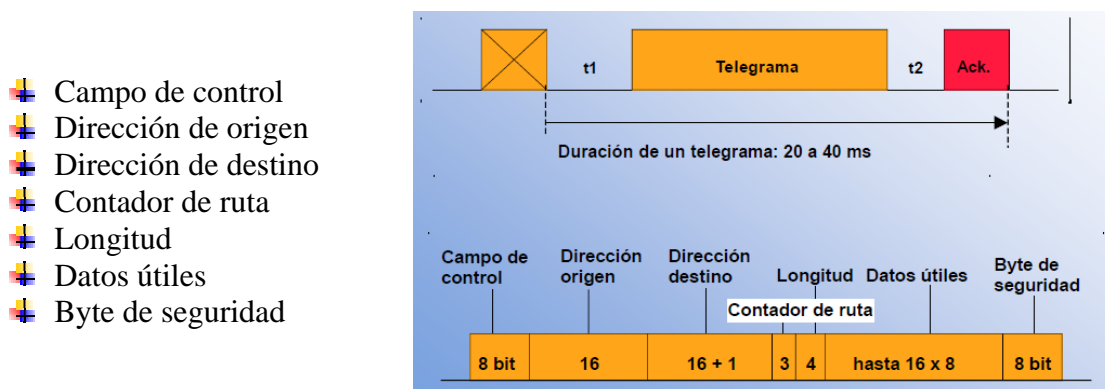 Campo de control
Dirección de origen
Dirección de destino
Contador de ruta
Longitud
Datos útiles
Byte de seguridad
t1
Telegrama
t2
Ack.
Duración de un telegrama: 20 a 40 ms
Campo de
control
Dirección
origen
Dirección
destino
Longitud
Datos útiles
Byte de
seguridad
Contador de ruta
8 bit
16
16 + 1
3
4
hasta 16 x 8
8 bit